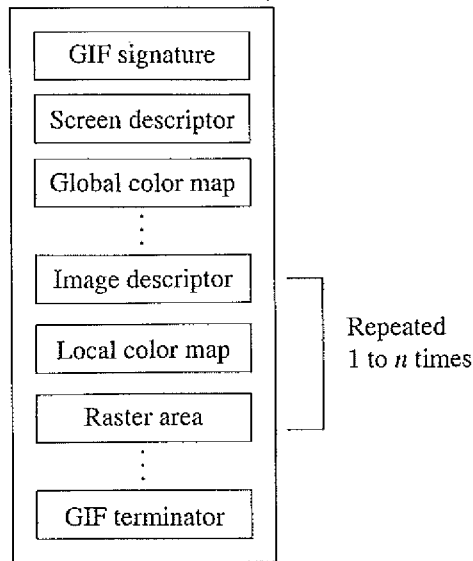 GIF signature
Screen descriptor
Global color map
Image descriptor
Local color map
Raster area
GIF terminator
Repeated
1 to n times